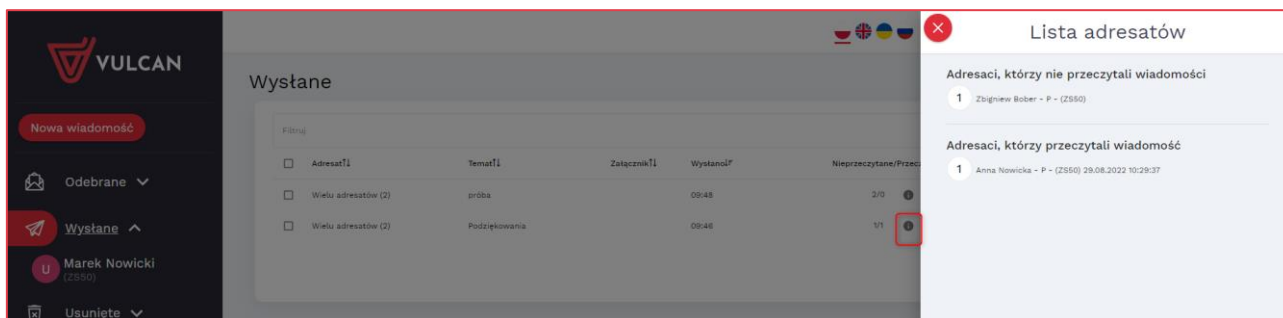 VULCAN
Nowa wiadomość
Odebrane
Wysłane
U
Marek Nowicki
(ZS50)
Usunięte
Wysłane
Filtruj
Adresat
Temat
Załącznik
Wysłano
Nieprzeczytane/Przecz
Wielu adresatów (2)
próba
09:48
2/0
Wielu adresatów (2)
Podziękowania
09:46
1/1
Lista adresatów
Adresaci, którzy nie przeczytali wiadomości
1 Zbigniew Bober - P - (ZS50)
Adresaci, którzy przeczytali wiadomość
1 Anna Nowicka - P - (ZS50) 29.08.2022 10:29:37